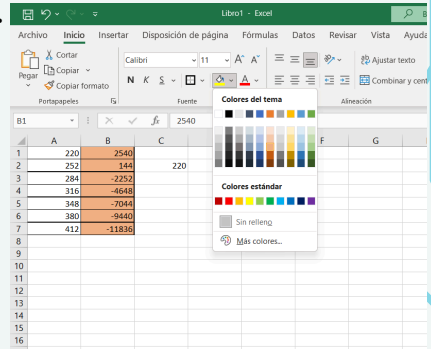 Libro1 - Excel
Archivo Inicio Insertar Disposición de página Fórmulas Datos Revisar Vista Ayuda
Pegar
Cortar
Copiar
Copiar formato
Portapapeles
Calibri 11 A A
N K S A
Fuente
Ajustar texto
Combinar y cent
Alineación
B1 fx 2540
Colores del tema
Colores estándar
Sin relleno
Más colores...
A B C F G
1 220 2540
2 252 144 220
3 284 -2252
4 316 -4648
5 348 -7044
6 380 -9440
7 412 -11836
8
9
10
11
12
13
14
15
16